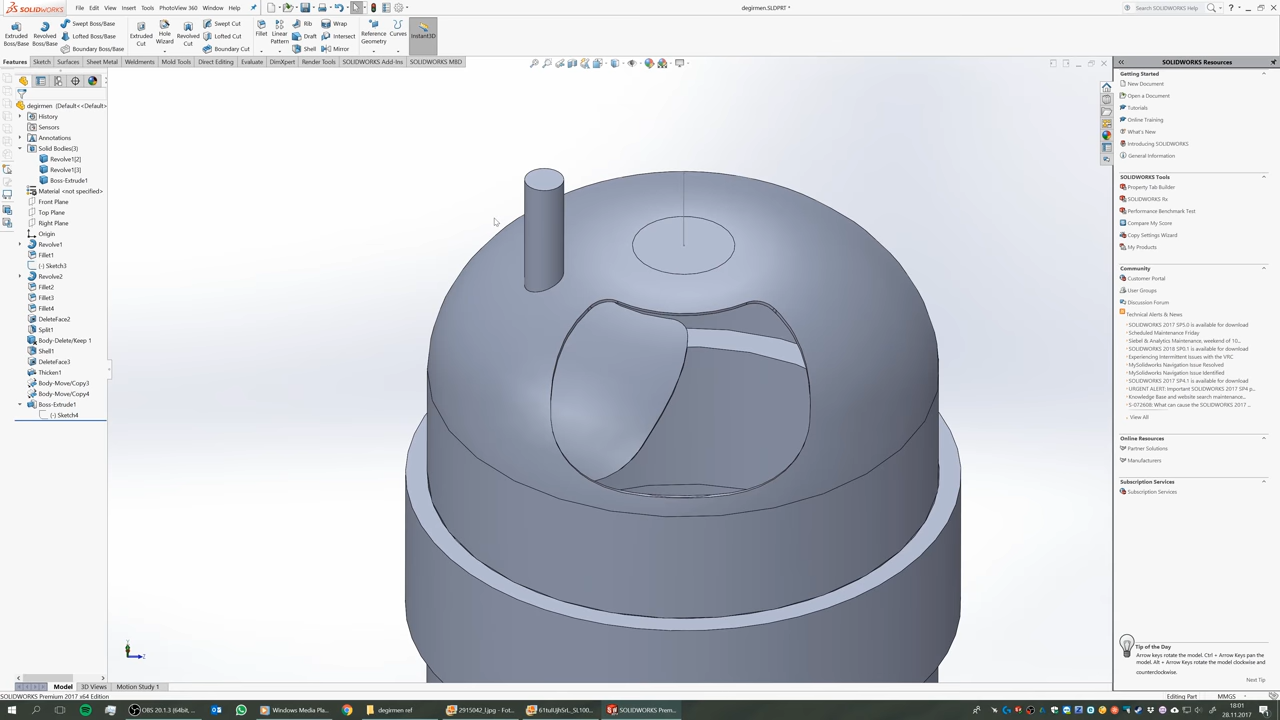 SOLIDWORKS
File Edit View Insert Tools PhotoView 360 Window Help
degirmen.SLDPRT *
Search SOLIDWORKS Help
Extruded Boss/Base
Revolved Boss/Base
Swept Boss/Base
Lofted Boss/Base
Boundary Boss/Base
Extruded Cut
Hole Wizard
Revolved Cut
Swept Cut
Lofted Cut
Boundary Cut
Fillet
Linear Pattern
Rib
Draft
Shell
Wrap
Intersect
Mirror
Reference Geometry
Curves
Instant3D
Features Sketch Surfaces Sheet Metal Weldments Mold Tools Direct Editing Evaluate DimXpert Render Tools SOLIDWORKS Add-Ins SOLIDWORKS MBD
degirmen (Default<<Default>
History
Sensors
Annotations
Solid Bodies(3)
Revolve1[2]
Revolve1[3]
Boss-Extrude1
Material <not specified>
Front Plane
Top Plane
Right Plane
Origin
Revolve1
Fillet1
(-) Sketch3
Revolve2
Fillet2
Fillet3
Fillet4
DeleteFace2
Split1
Body-Delete/Keep 1
Shell1
DeleteFace3
Thicken1
Body-Move/Copy3
Body-Move/Copy4
Boss-Extrude1
(-) Sketch4
SOLIDWORKS Resources
Getting Started
New Document
Open a Document
Tutorials
Online Training
What's New
Introducing SOLIDWORKS
General Information
SOLIDWORKS Tools
Property Tab Builder
SOLIDWORKS Rx
Performance Benchmark Test
Compare My Score
Copy Settings Wizard
My Products
Community
Customer Portal
User Groups
Discussion Forum
Technical Alerts & News
SOLIDWORKS 2017 SP5.0 is available for download
Scheduled Maintenance Friday
Siebel & Analytics Maintenance, weekend of 10...
SOLIDWORKS 2018 SP0.1 is available for download
Experiencing Intermittent Issues with the VRC
MySolidworks Navigation Issue Resolved
MySolidworks Navigation Issue Identified
SOLIDWORKS 2017 SP4.1 is available for download
URGENT ALERT: Important SOLIDWORKS 2017 SP4 p...
Knowledge Base and website search maintenance...
S-072608: What can cause the SOLIDWORKS 2017 ...
View All
Online Resources
Partner Solutions
Manufacturers
Subscription Services
Subscription Services
Tip of the Day
Arrow keys rotate the model. Ctrl + Arrow Keys pan the model. Alt + Arrow Keys rotate the model clockwise and counterclockwise.
Next Tip
Y
Z
Model 3D Views Motion Study 1
SOLIDWORKS Premium 2017 x64 Edition
Editing Part MMGS
OBS 20.1.3 (64bit, ...
Windows Media Pla...
degirmen ref
2915042_l.jpg - Fot...
SOLIDWORKS Prem...
18:01
28.11.2017